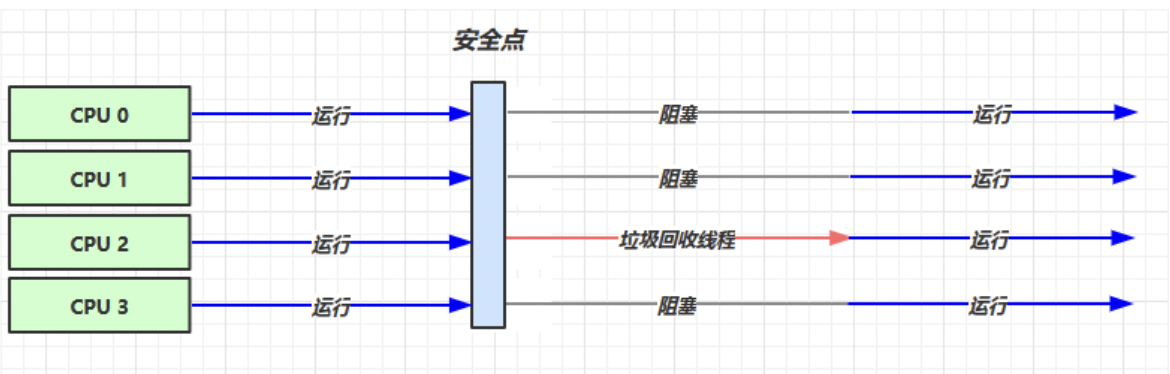 安全点
CPU 0 运行 阻塞 运行
CPU 1 运行 阻塞 运行
CPU 2 运行 垃圾回收线程 运行
CPU 3 运行 阻塞 运行